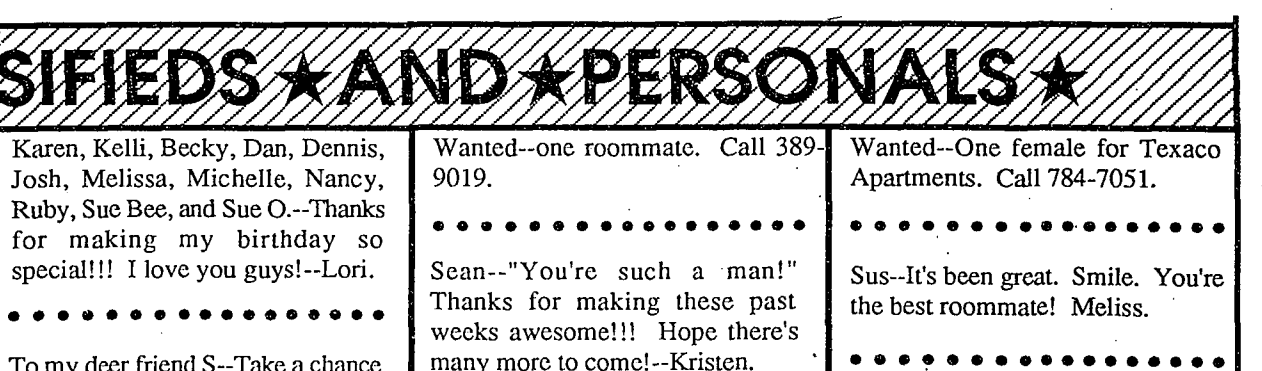 SIFIEDS ★ AND ★ PERSONALS ★
Karen, Kelli, Becky, Dan, Dennis,
Josh, Melissa, Michelle, Nancy,
Ruby, Sue Bee, and Sue O.--Thanks
for making my birthday so
special!!! I love you guys!--Lori.
To my deer friend S--Take a chance
Wanted--one roommate. Call 389-
9019.
Sean--"You're such a man!"
Thanks for making these past
weeks awesome!!! Hope there's
many more to come!--Kristen.
Wanted--One female for Texaco
Apartments. Call 784-7051.
Sus--It's been great. Smile. You're
the best roommate! Meliss.